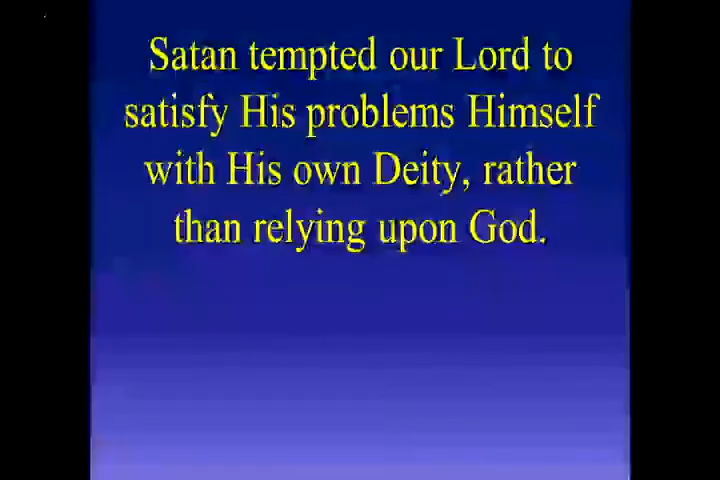 Satan tempted our Lord to
satisfy His problems Himself
with His own Deity, rather
than relying upon God.